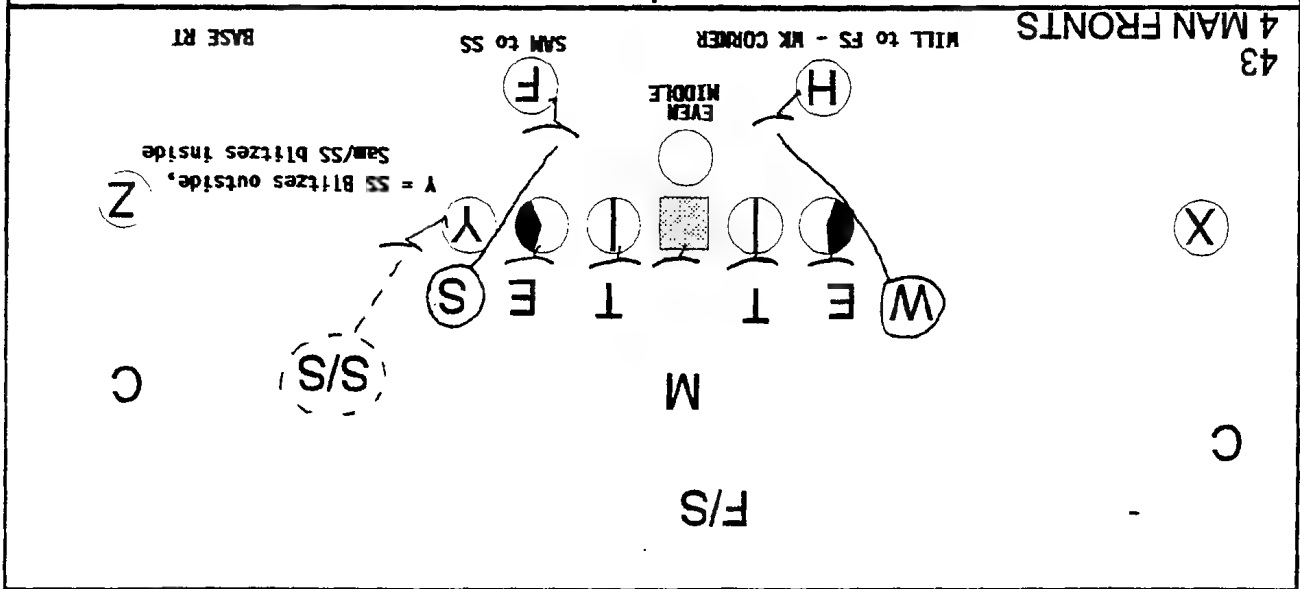 F/S
C
M S/S C
W E T T E S
X Y Z
Y = SS Blitzes outside,
Sam/SS blitzes inside
EVEN
MIDDLE
H F
43
4 MAN FRONTS
WILL to FS - WK CORNER
SAM to SS
BASE RT